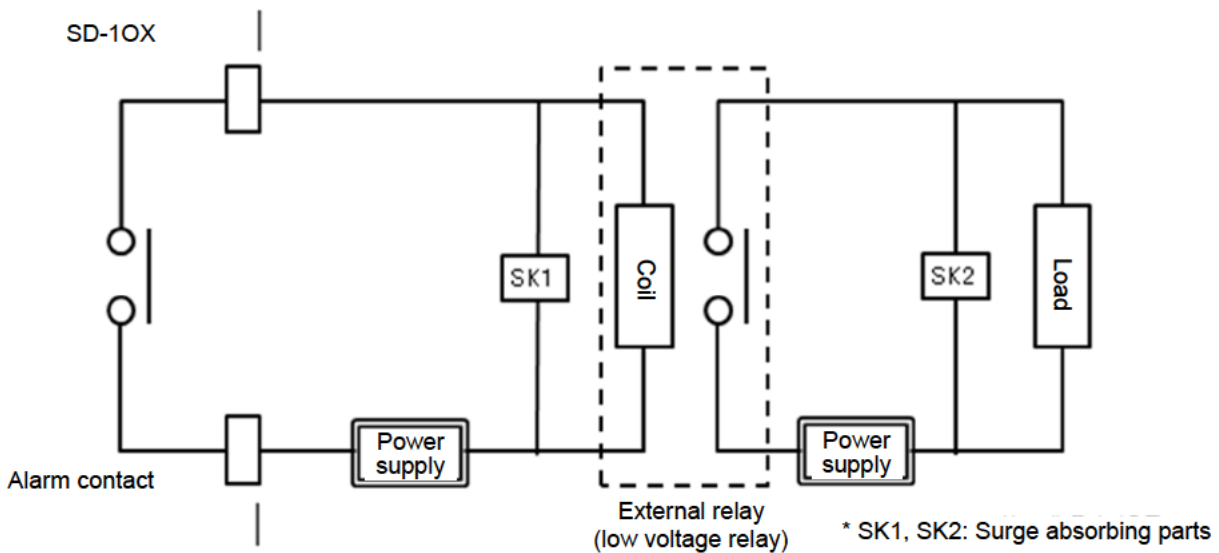 SD-1OX
SK1
Coil
SK2
Load
Power
supply
Power
supply
Alarm contact
External relay
(low voltage relay)
* SK1, SK2: Surge absorbing parts